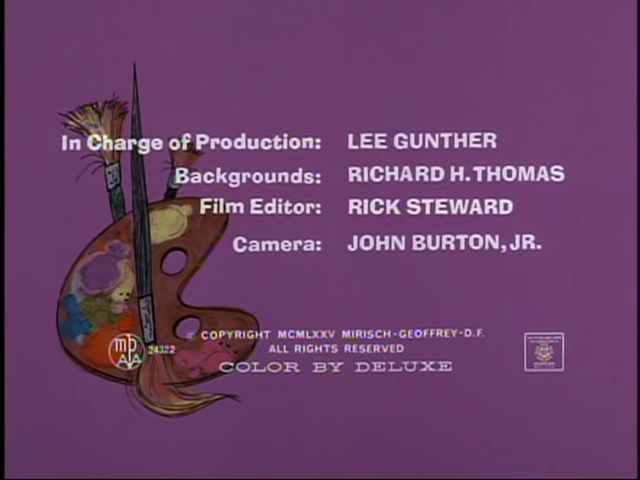 In Charge of Production: LEE GUNTHER
Backgrounds: RICHARD H. THOMAS
Film Editor: RICK STEWARD
Camera: JOHN BURTON, JR.
© COPYRIGHT MCMLXXV MIRISCH-GEOFFREY-D.F.
ALL RIGHTS RESERVED
mpAA 24322
COLOR BY DELUXE